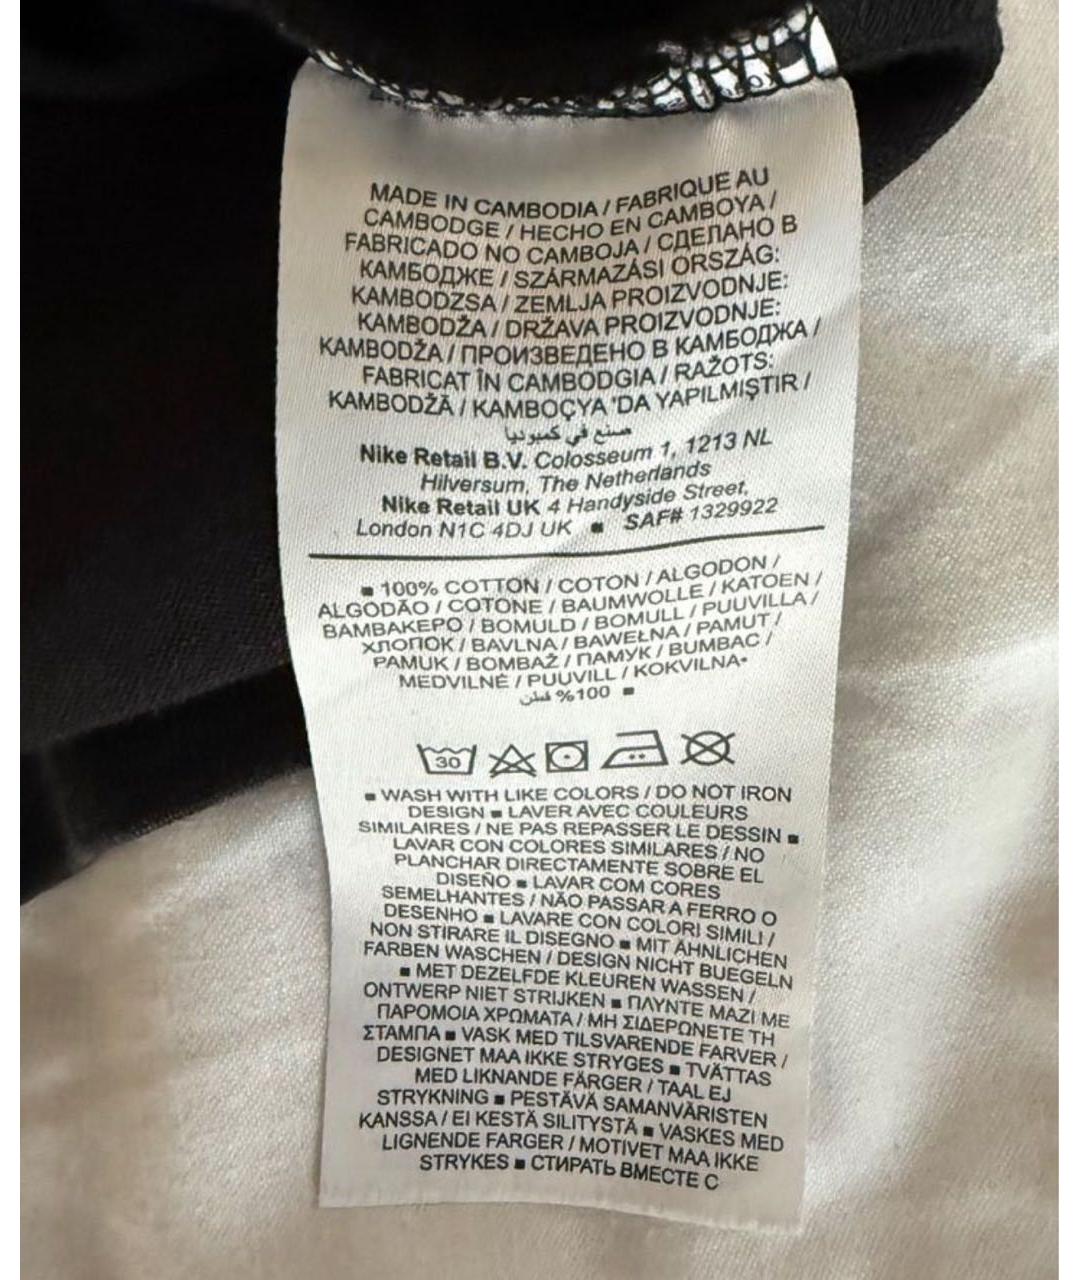 MADE IN CAMBODIA / FABRIQUE AU
CAMBODGE / HECHO EN CAMBOYA /
FABRICADO NO CAMBOJA / СДЕЛАНО В
КАМБОДЖЕ / SZÁRMAZÁSI ORSZÁG:
KAMBODZSA / ZEMLJA PROIZVODNJE:
KAMBODŽA / DRŽAVA PROIZVODNJE:
KAMBODŽA / ПРОИЗВЕДЕНО В КАМБОДЖА /
FABRICAT ÎN CAMBODGIA / RAŽOTS:
KAMBODŽĀ / KAMBOÇYA 'DA YAPILMIŞTIR /
صنع في كمبوديا
Nike Retail B.V. Colosseum 1, 1213 NL
Hilversum, The Netherlands
Nike Retail UK 4 Handyside Street,
London N1C 4DJ UK ■ SAF# 1329922
■ 100% COTTON / COTON / ALGODON /
ALGODÃO / COTONE / BAUMWOLLE / KATOEN /
ΒΑΜΒΑΚΕΡΟ / BOMULD / BOMULL / PUUVILLA /
ХЛОПОК / BAVLNA / BAWEŁNA / PAMUT /
PAMUK / BOMBAŽ / ПАМУК / BUMBAC /
MEDVILNĖ / PUUVILL / KOKVILNA•
%100 قطن ■
30
■ WASH WITH LIKE COLORS / DO NOT IRON
DESIGN ■ LAVER AVEC COULEURS
SIMILAIRES / NE PAS REPASSER LE DESSIN ■
LAVAR CON COLORES SIMILARES / NO
PLANCHAR DIRECTAMENTE SOBRE EL
DISEÑO ■ LAVAR COM CORES
SEMELHANTES / NÃO PASSAR A FERRO O
DESENHO ■ LAVARE CON COLORI SIMILI /
NON STIRARE IL DISEGNO ■ MIT ÄHNLICHEN
FARBEN WASCHEN / DESIGN NICHT BUEGELN
■ MET DEZELFDE KLEUREN WASSEN /
ONTWERP NIET STRIJKEN ■ ΠΛΥΝΤΕ ΜΑΖΙ ΜΕ
ΠΑΡΟΜΟΙΑ ΧΡΩΜΑΤΑ / ΜΗ ΣΙΔΕΡΩΝΕΤΕ ΤΗ
ΣΤΑΜΠΑ ■ VASK MED TILSVARENDE FARVER /
DESIGNET MAA IKKE STRYGES ■ TVÄTTAS
MED LIKNANDE FÄRGER / TAAL EJ
STRYKNING ■ PESTÄVÄ SAMANVÄRISTEN
KANSSA / EI KESTÄ SILITYSTÄ ■ VASKES MED
LIGNENDE FARGER / MOTIVET MAA IKKE
STRYKES ■ СТИРАТЬ ВМЕСТЕ С